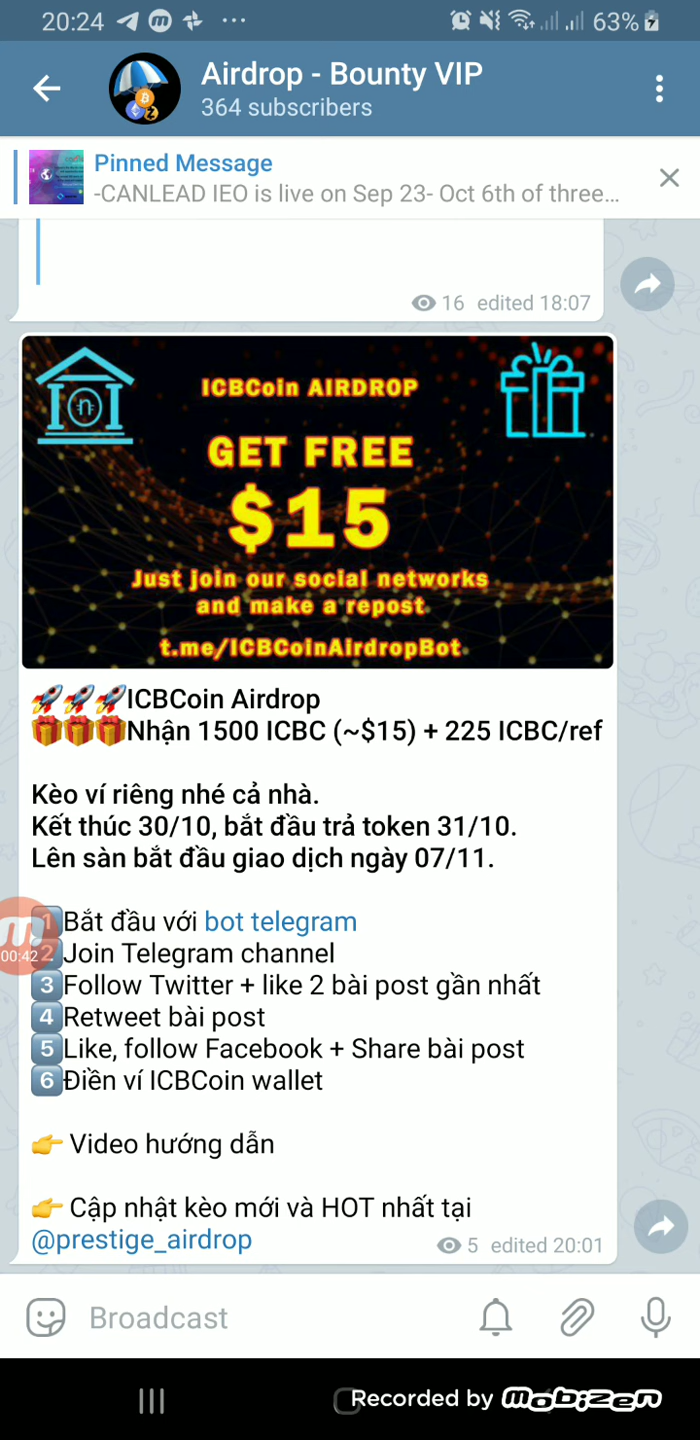 20:24
63%
Airdrop - Bounty VIP
364 subscribers
Pinned Message
-CANLEAD IEO is live on Sep 23- Oct 6th of three...
16 edited 18:07
ICBCoin AIRDROP
GET FREE
$15
Just join our social networks
and make a repost.
t.me/ICBCoinAirdropBot.
🚀🚀🚀ICBCoin Airdrop
🎁🎁🎁Nhận 1500 ICBC (~$15) + 225 ICBC/ref
Kèo ví riêng nhé cả nhà.
Kết thúc 30/10, bắt đầu trả token 31/10.
Lên sàn bắt đầu giao dịch ngày 07/11.
1️⃣Bắt đầu với bot telegram
2️⃣Join Telegram channel
00:42
3️⃣Follow Twitter + like 2 bài post gần nhất
4️⃣Retweet bài post
5️⃣Like, follow Facebook + Share bài post
6️⃣Điền ví ICBCoin wallet
👉 Video hướng dẫn
👉 Cập nhật kèo mới và HOT nhất tại
@prestige_airdrop
5 edited 20:01
Broadcast
Recorded by mobizen